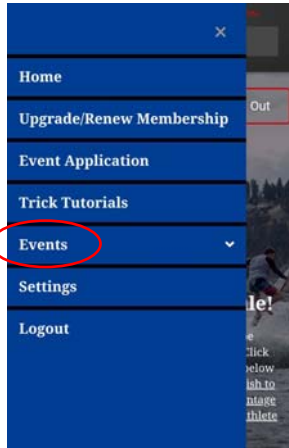 ×
Home
Upgrade/Renew Membership
Out
Event Application
Trick Tutorials
Events
Settings
le!
Logout
Click
below
ish to
ntage
thlete